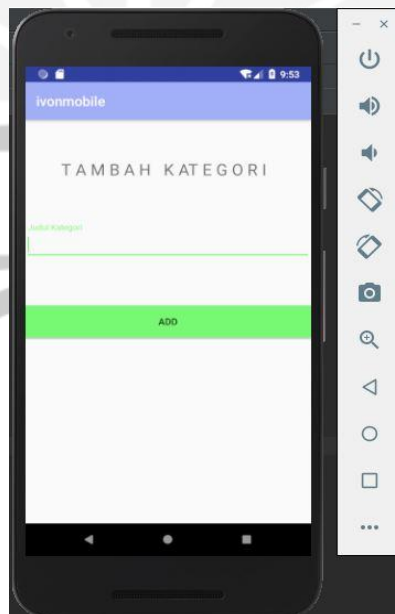 9:53
ivonmobile
TAMBAH KATEGORI
Judul Kategori
ADD